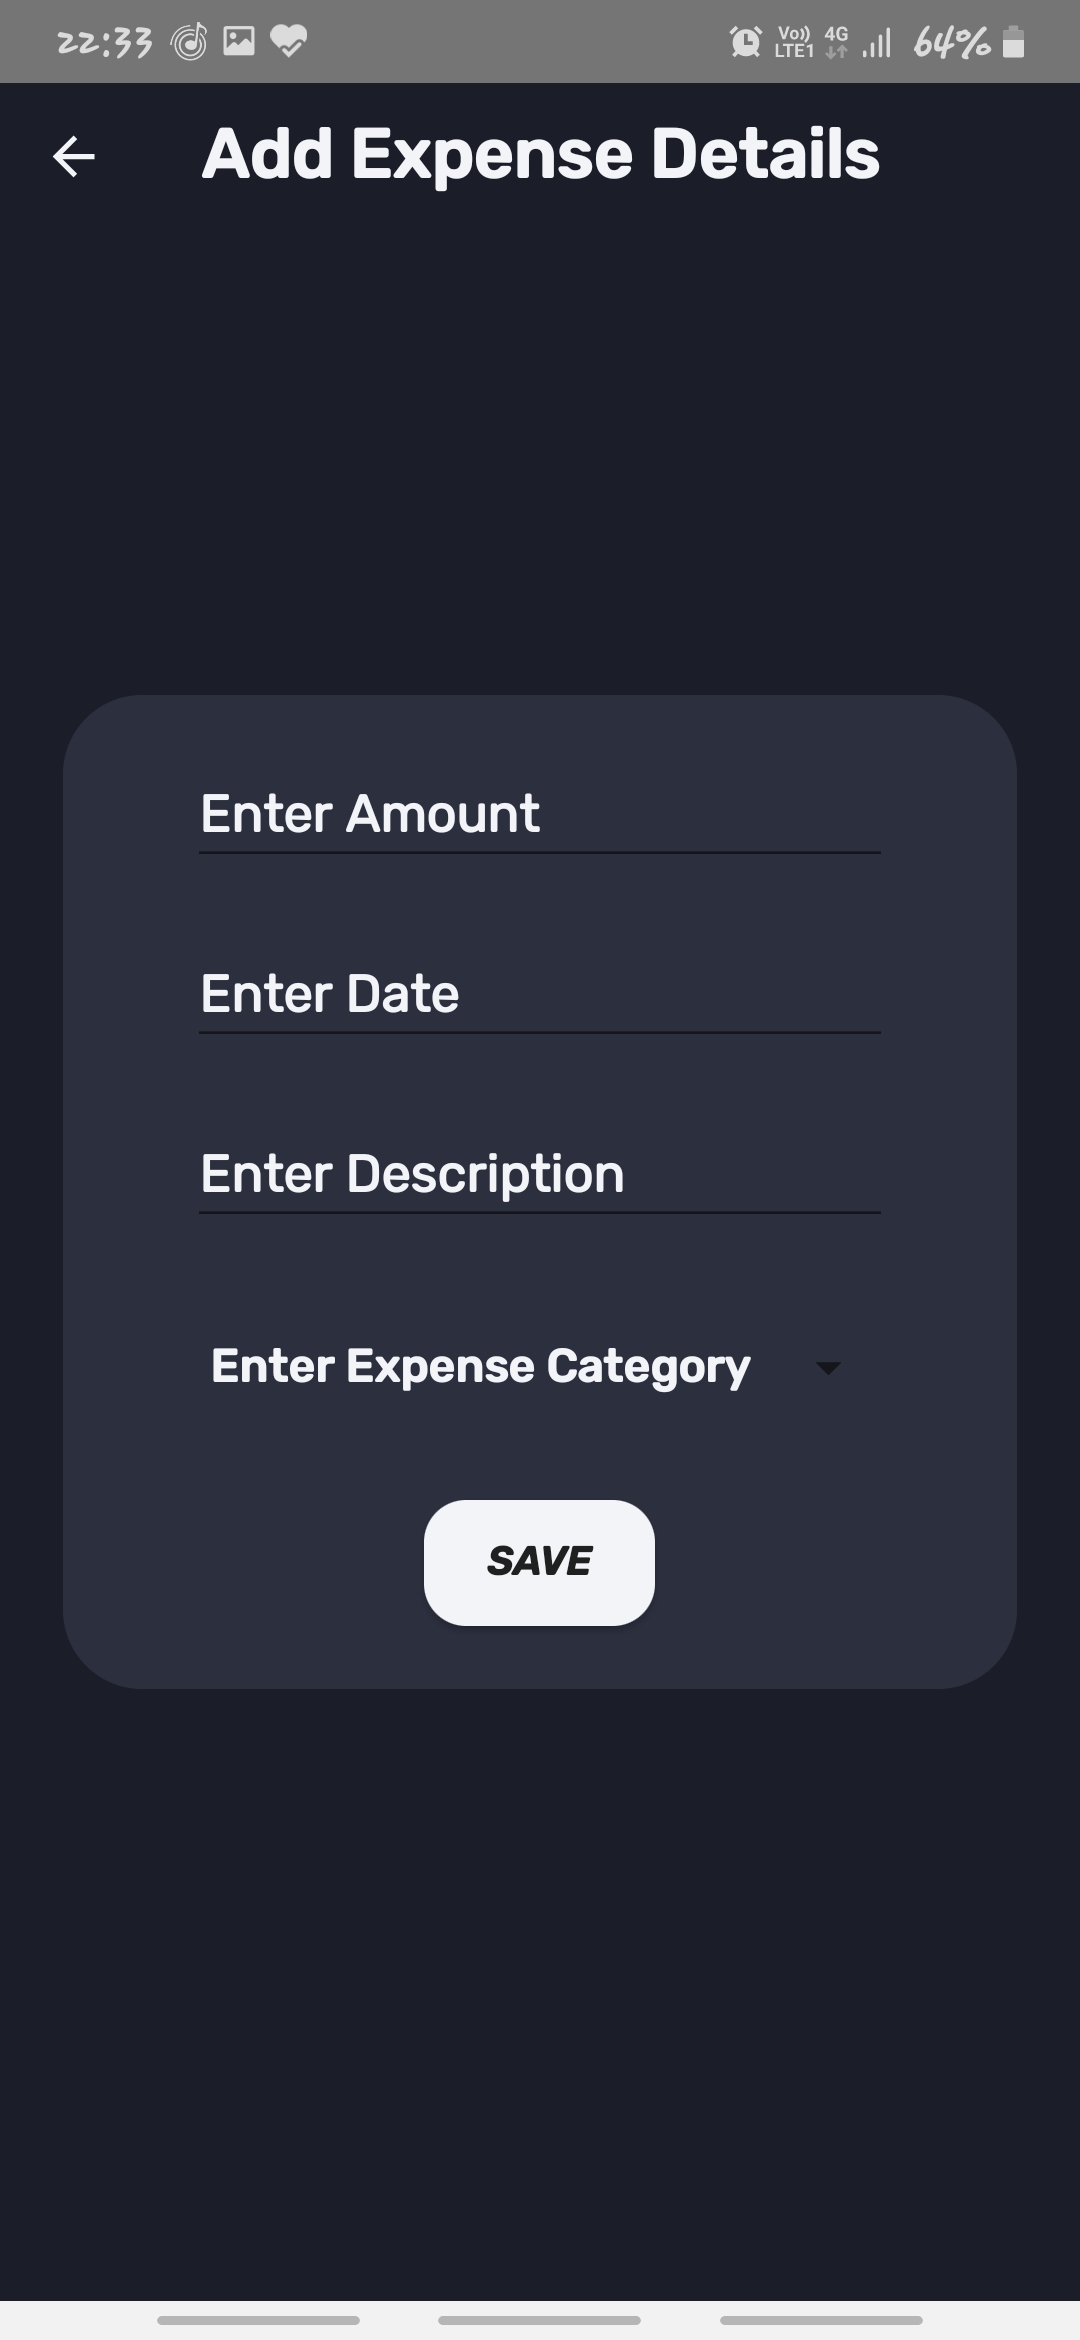 22:33 Vo)) LTE1 4G 64%
Add Expense Details
Enter Amount
Enter Date
Enter Description
Enter Expense Category
SAVE